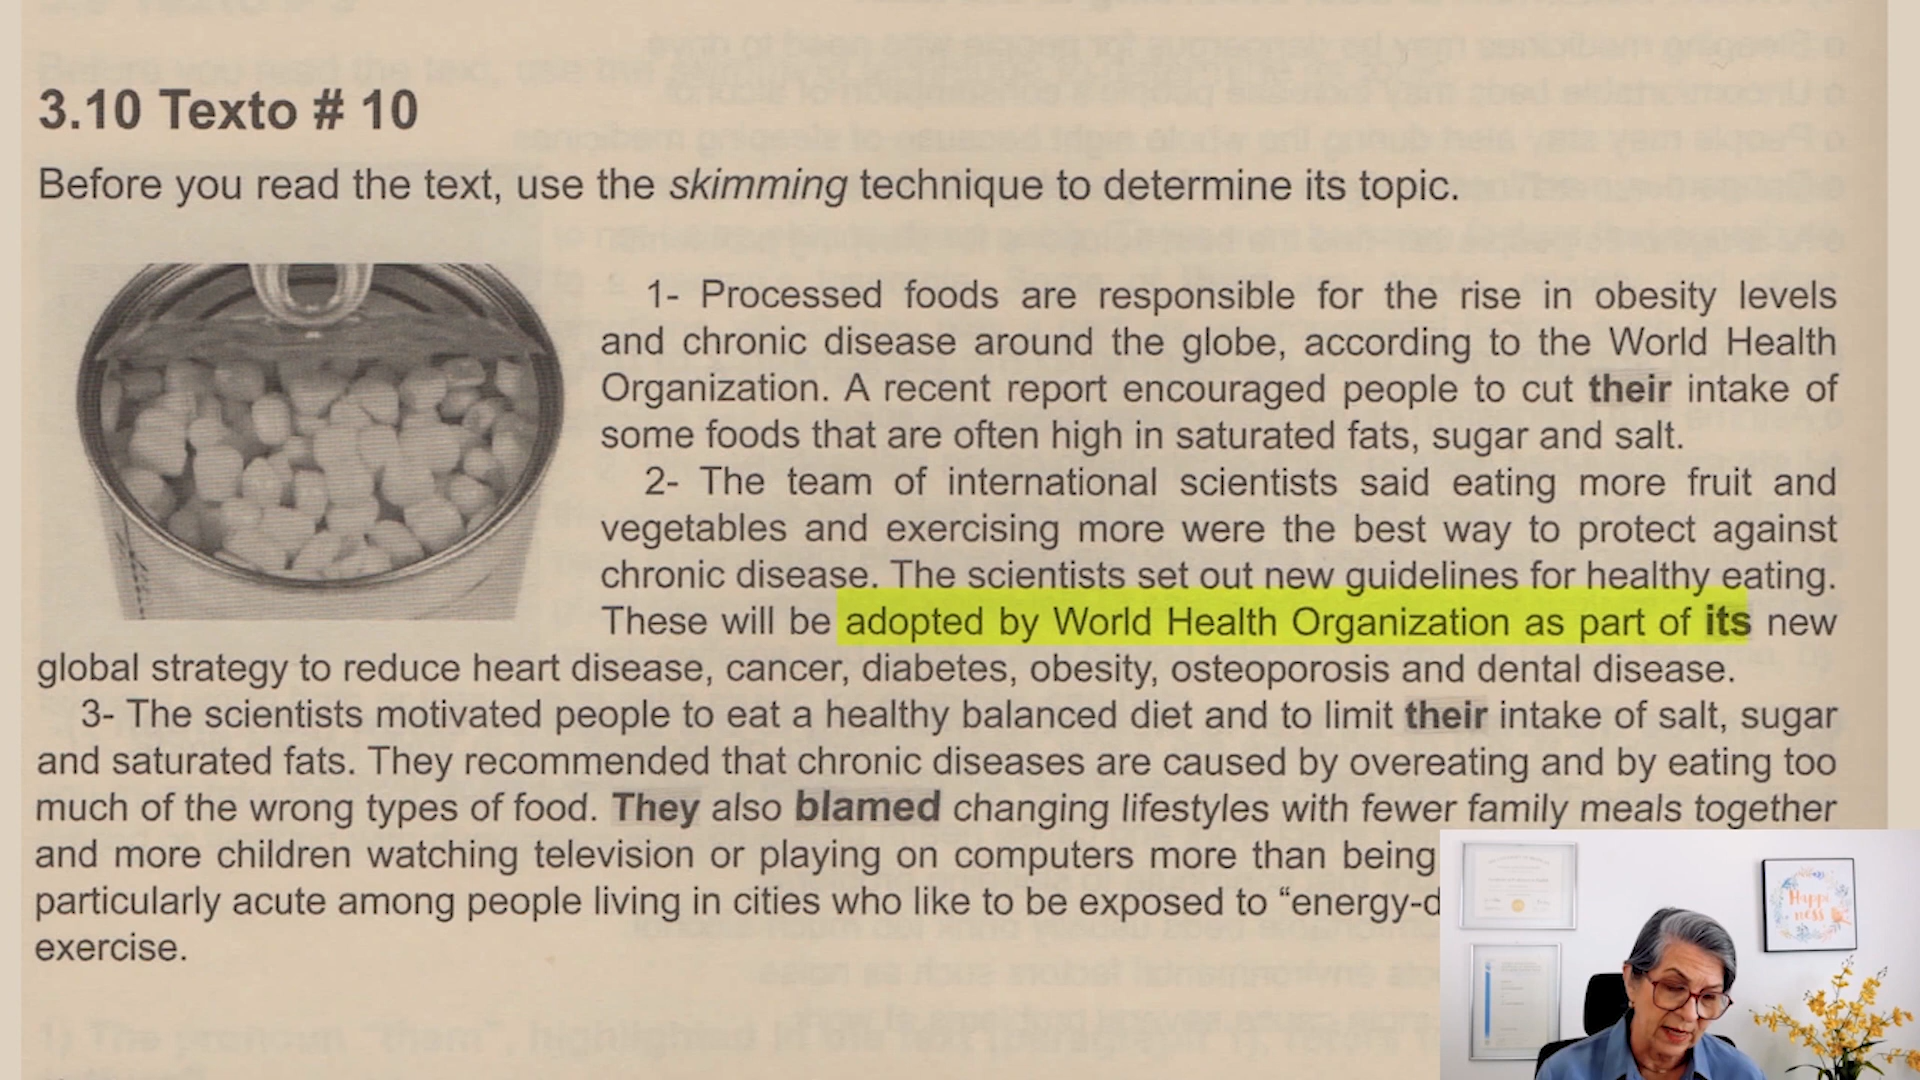 3.10 Texto # 10
Before you read the text, use the skimming technique to determine its topic.
1- Processed foods are responsible for the rise in obesity levels
and chronic disease around the globe, according to the World Health
Organization. A recent report encouraged people to cut their intake of
some foods that are often high in saturated fats, sugar and salt.
2- The team of international scientists said eating more fruit and
vegetables and exercising more were the best way to protect against
chronic disease. The scientists set out new guidelines for healthy eating.
These will be adopted by World Health Organization as part of its new
global strategy to reduce heart disease, cancer, diabetes, obesity, osteoporosis and dental disease.
3- The scientists motivated people to eat a healthy balanced diet and to limit their intake of salt, sugar
and saturated fats. They recommended that chronic diseases are caused by overeating and by eating too
much of the wrong types of food. They also blamed changing lifestyles with fewer family meals together
and more children watching television or playing on computers more than being
particularly acute among people living in cities who like to be exposed to “energy-d
exercise.
Happi
ness